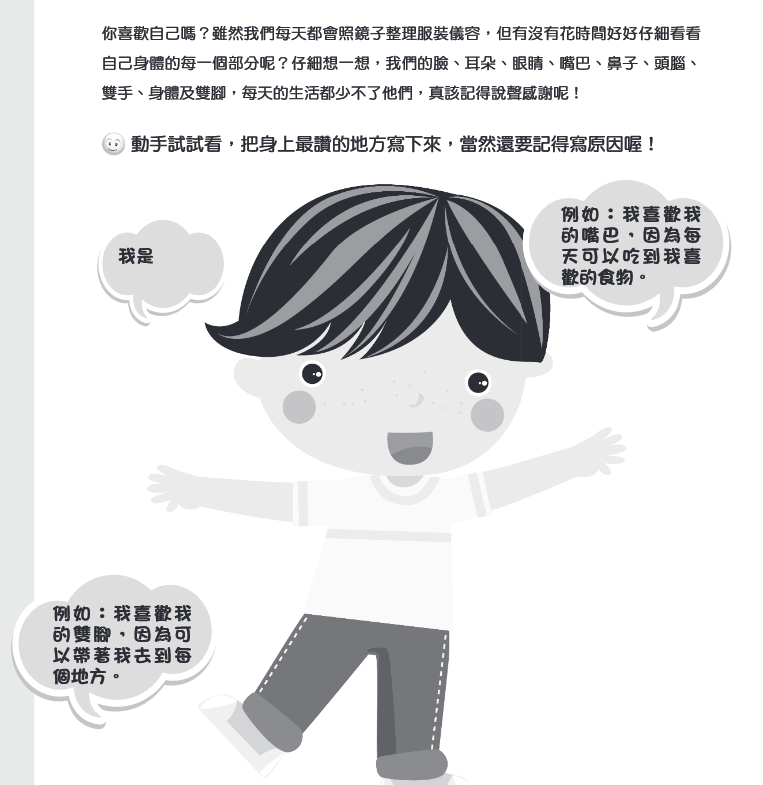 你喜歡自己嗎？雖然我們每天都會照鏡子整理服裝儀容，但有沒有花時間好好仔細看看
自己身體的每一個部分呢？仔細想一想，我們的臉、耳朵、眼睛、嘴巴、鼻子、頭腦、
雙手、身體及雙腳，每天的生活都少不了他們，真該記得說聲感謝呢！
動手試試看，把身上最讚的地方寫下來，當然還要記得寫原因喔！
我是
例如：我喜歡我
的嘴巴，因為每
天可以吃到我喜
歡的食物。
例如：我喜歡我
的雙腳，因為可
以帶著我去到每
個地方。